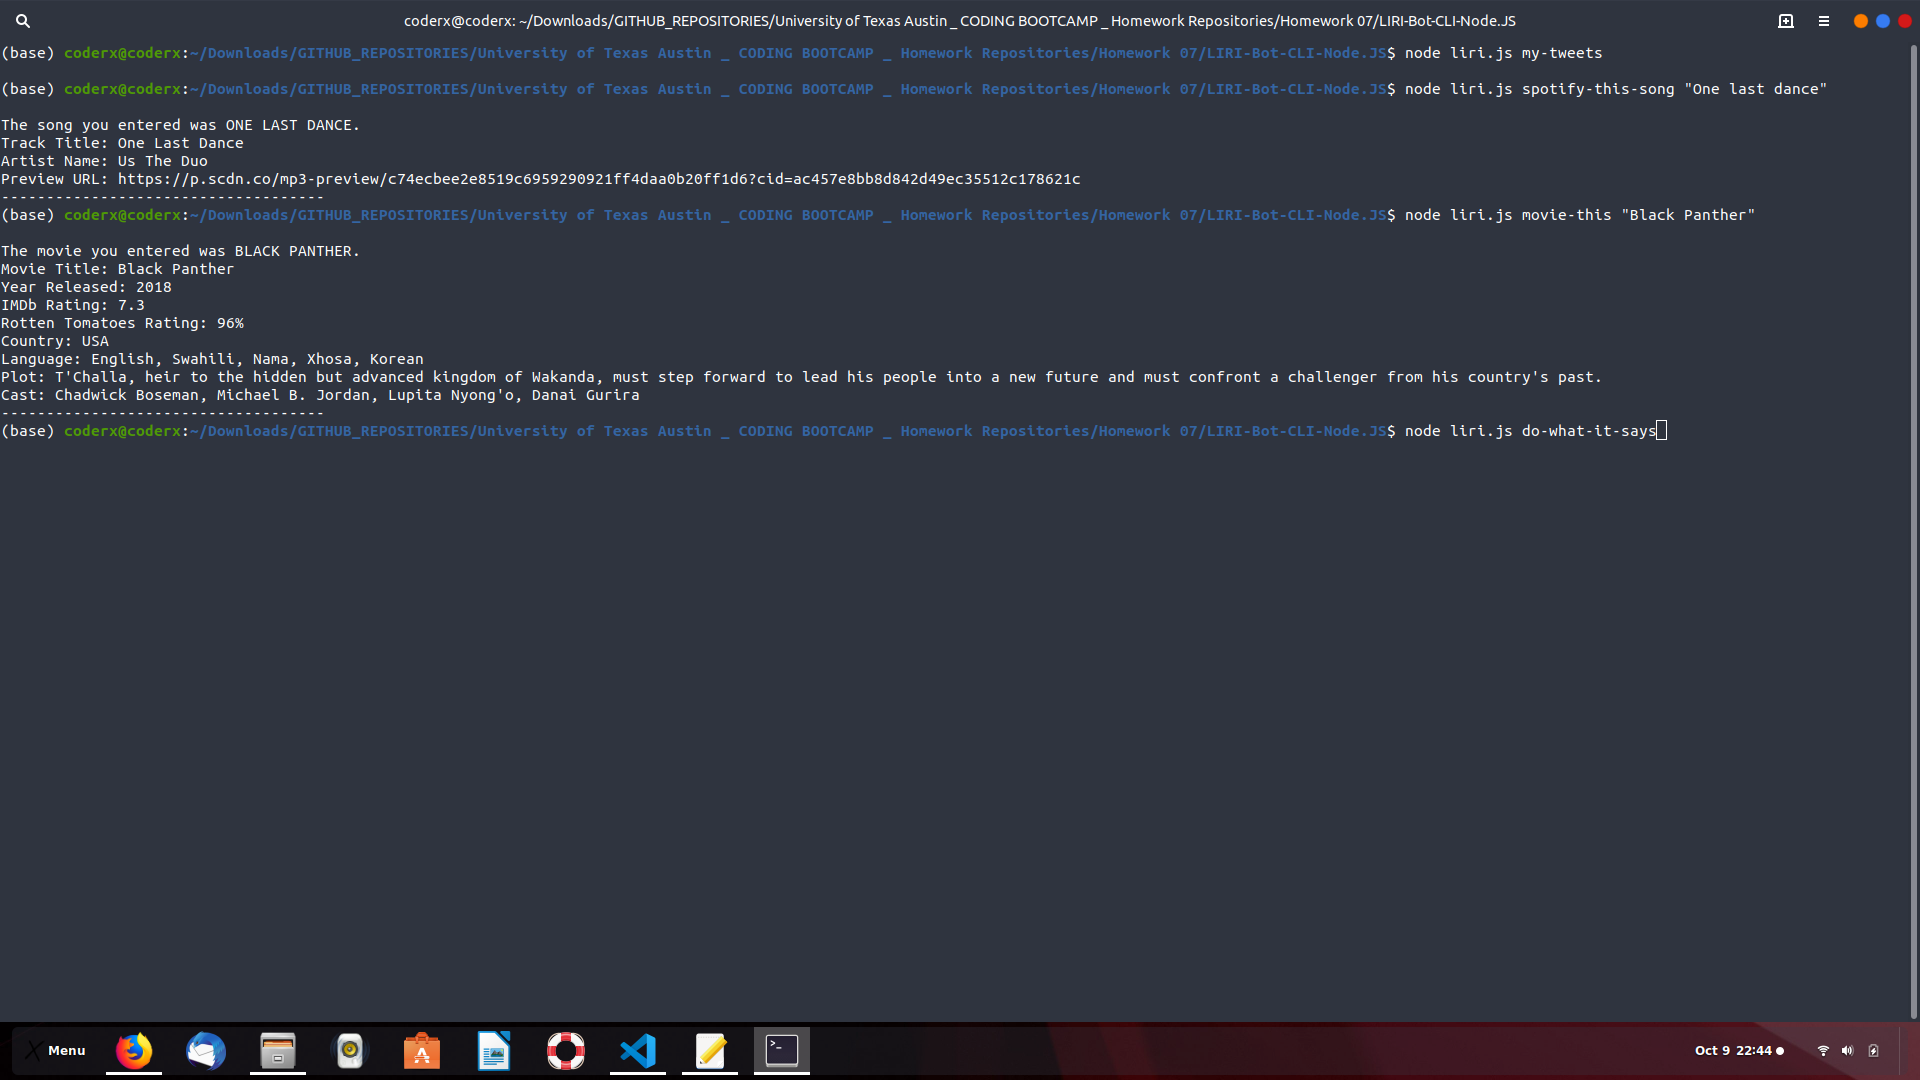 coderx@coderx: ~/Downloads/GITHUB_REPOSITORIES/University of Texas Austin _ CODING BOOTCAMP _ Homework Repositories/Homework 07/LIRI-Bot-CLI-Node.JS
(base) coderx@coderx:~/Downloads/GITHUB_REPOSITORIES/University of Texas Austin _ CODING BOOTCAMP _ Homework Repositories/Homework 07/LIRI-Bot-CLI-Node.JS$ node liri.js my-tweets
(base) coderx@coderx:~/Downloads/GITHUB_REPOSITORIES/University of Texas Austin _ CODING BOOTCAMP _ Homework Repositories/Homework 07/LIRI-Bot-CLI-Node.JS$ node liri.js spotify-this-song "One last dance"
The song you entered was ONE LAST DANCE.
Track Title: One Last Dance
Artist Name: Us The Duo
Preview URL: https://p.scdn.co/mp3-preview/c74ecbee2e8519c6959290921ff4daa0b20ff1d6?cid=ac457e8bb8d842d49ec35512c178621c
------------------------------------
(base) coderx@coderx:~/Downloads/GITHUB_REPOSITORIES/University of Texas Austin _ CODING BOOTCAMP _ Homework Repositories/Homework 07/LIRI-Bot-CLI-Node.JS$ node liri.js movie-this "Black Panther"
The movie you entered was BLACK PANTHER.
Movie Title: Black Panther
Year Released: 2018
IMDb Rating: 7.3
Rotten Tomatoes Rating: 96%
Country: USA
Language: English, Swahili, Nama, Xhosa, Korean
Plot: T'Challa, heir to the hidden but advanced kingdom of Wakanda, must step forward to lead his people into a new future and must confront a challenger from his country's past.
Cast: Chadwick Boseman, Michael B. Jordan, Lupita Nyong'o, Danai Gurira
------------------------------------
(base) coderx@coderx:~/Downloads/GITHUB_REPOSITORIES/University of Texas Austin _ CODING BOOTCAMP _ Homework Repositories/Homework 07/LIRI-Bot-CLI-Node.JS$ node liri.js do-what-it-says
Menu
Oct 9 22:44